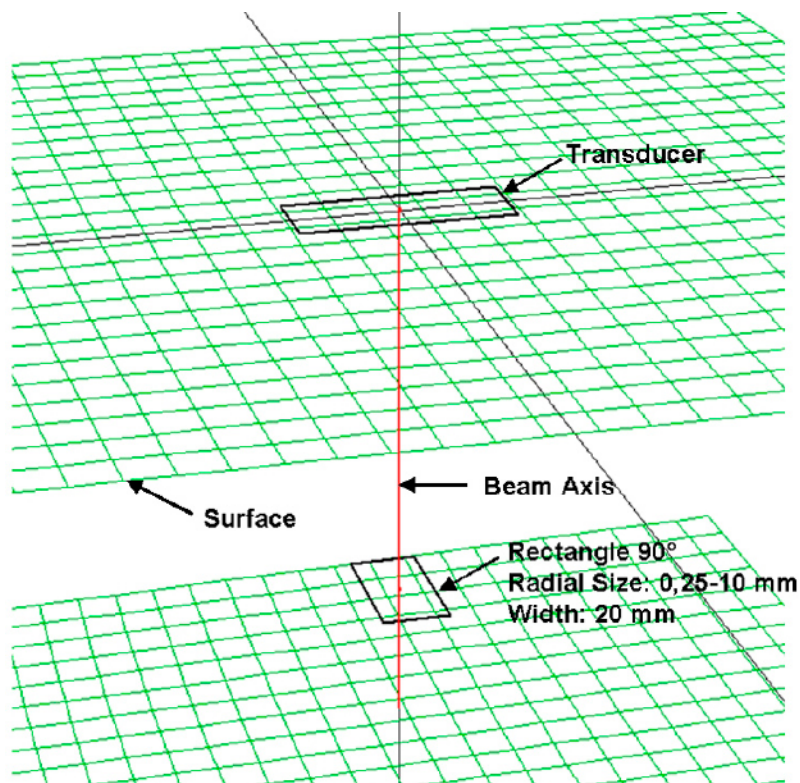 Transducer
Beam Axis
Surface
Rectangle 90°
Radial Size: 0,25-10 mm
Width: 20 mm